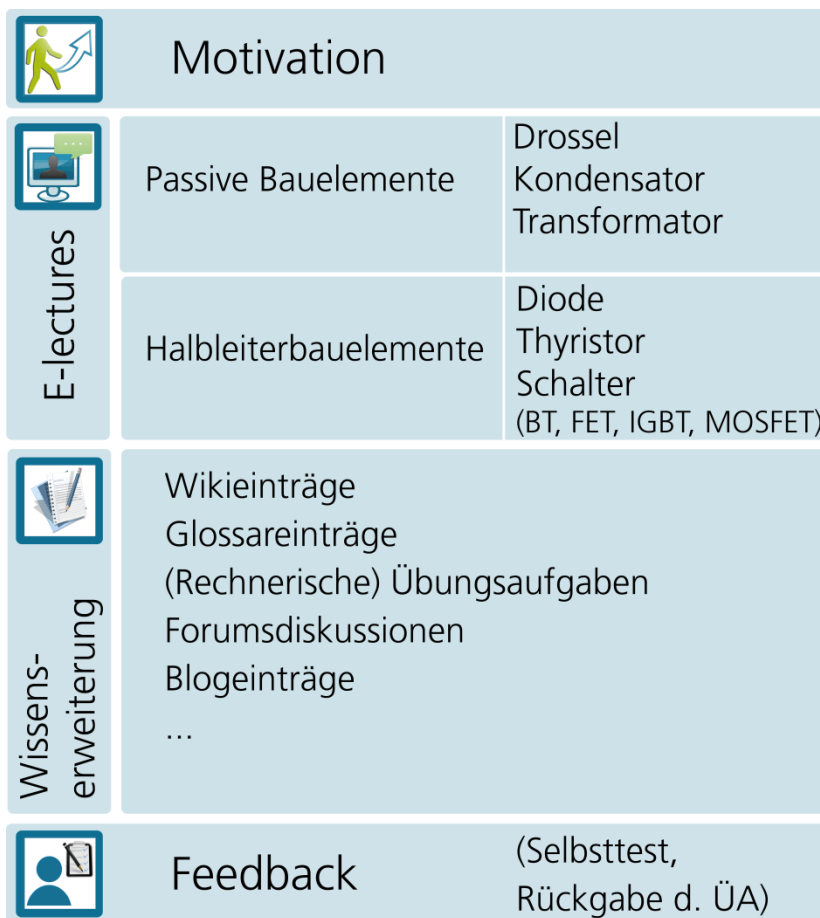 Motivation
E-lectures
Passive Bauelemente
Drossel
Kondensator
Transformator
Halbleiterbauelemente
Diode
Thyristor
Schalter
(BT, FET, IGBT, MOSFET)
Wissens-
erweiterung
Wikieinträge
Glossareinträge
(Rechnerische) Übungsaufgaben
Forumsdiskussionen
Blogeinträge
...
Feedback
(Selbsttest,
Rückgabe d. ÜA)